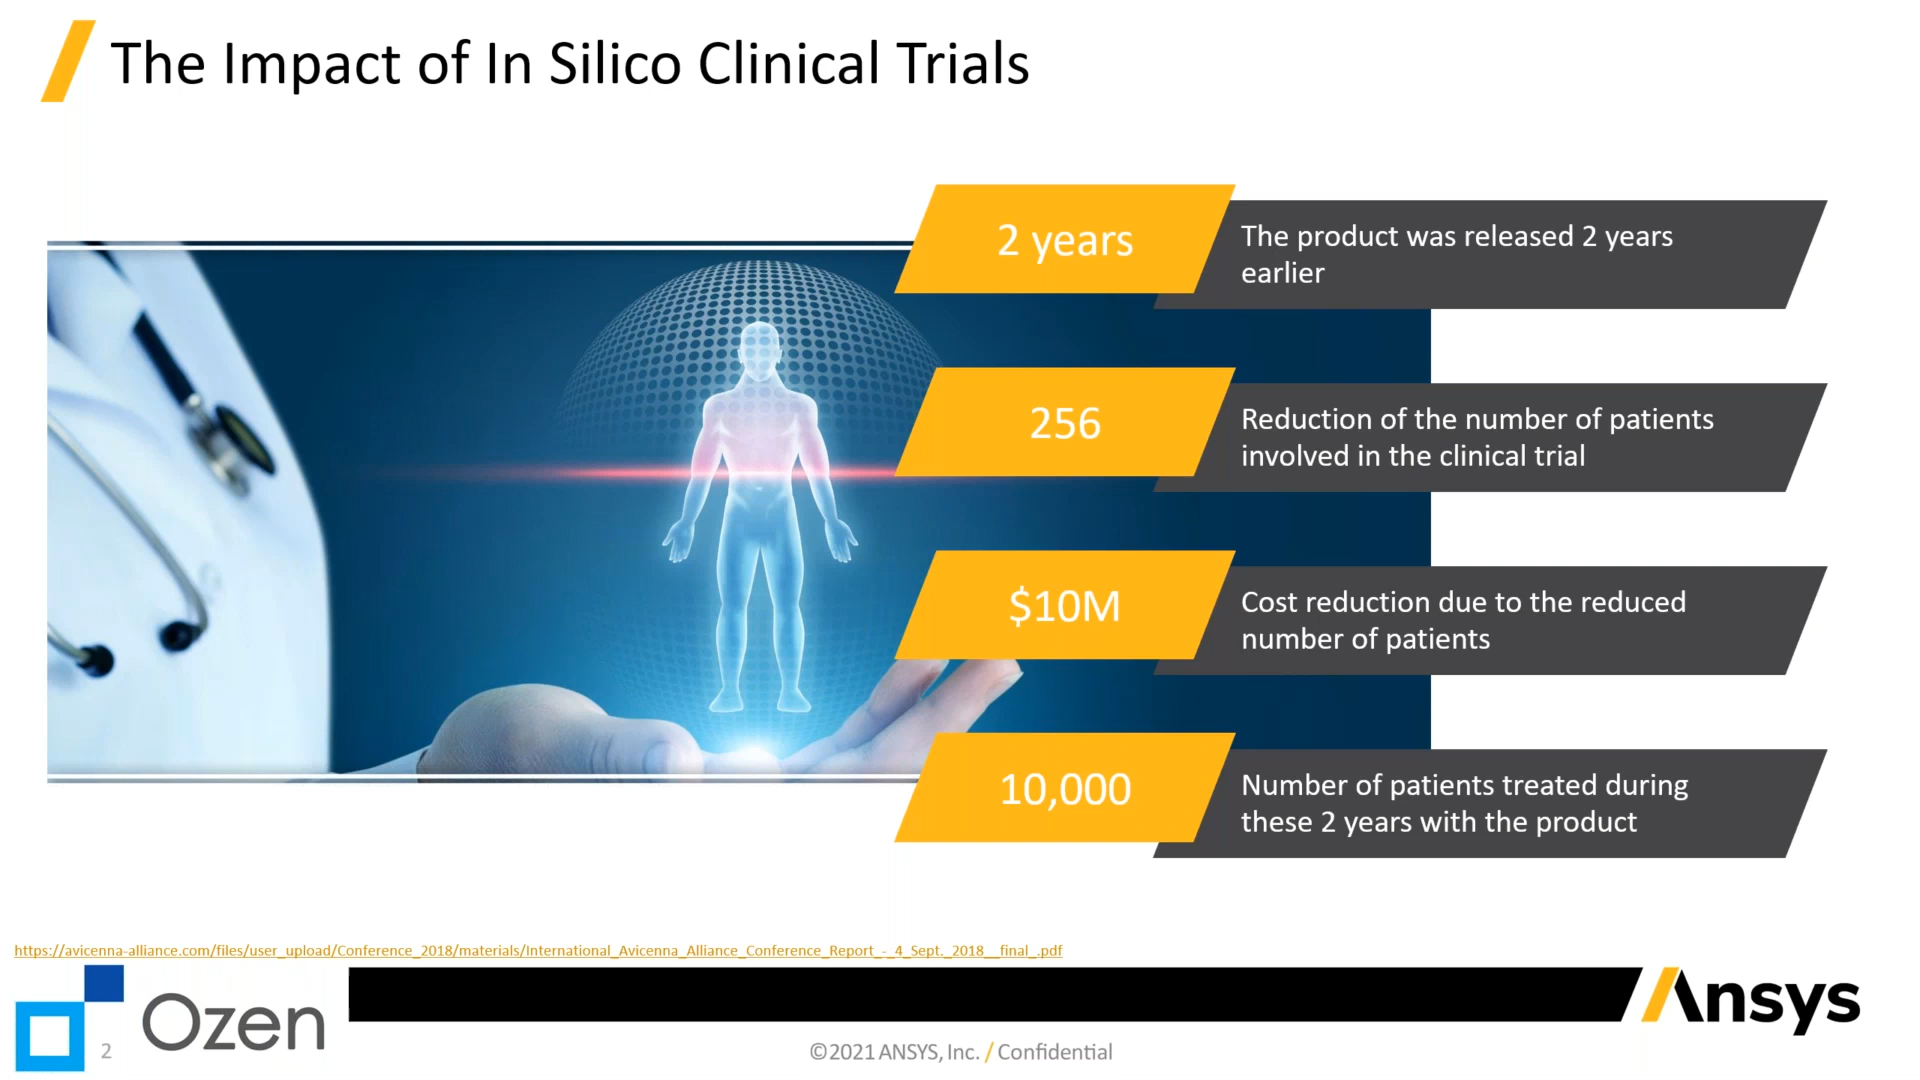 The Impact of In Silico Clinical Trials
2 years
The product was released 2 years
earlier
256
Reduction of the number of patients
involved in the clinical trial
$10M
Cost reduction due to the reduced
number of patients
10,000
Number of patients treated during
these 2 years with the product
https://avicenna-alliance.com/files/user_upload/Conference_2018/materials/International_Avicenna_Alliance_Conference_Report_-_4_Sept._2018__final_.pdf
Ozen
2
©2021 ANSYS, Inc. / Confidential
Ansys